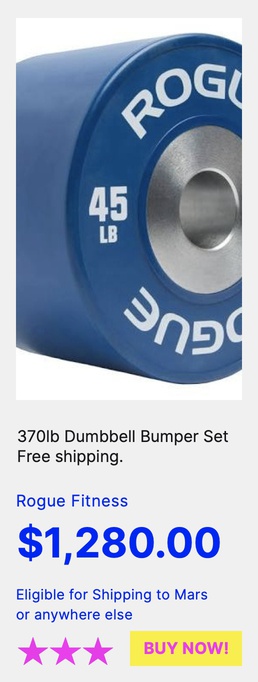 ROGU
45
LB
OGUE
370lb Dumbbell Bumper Set
Free shipping.
Rogue Fitness
$1,280.00
Eligible for Shipping to Mars
or anywhere else
BUY NOW!